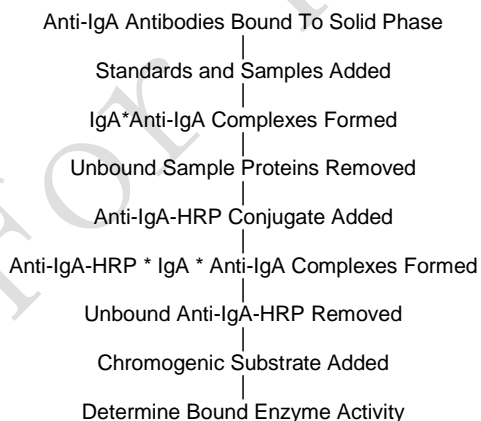 Anti-IgA Antibodies Bound To Solid Phase
Standards and Samples Added
IgA*Anti-IgA Complexes Formed
Unbound Sample Proteins Removed
Anti-IgA-HRP Conjugate Added
Anti-IgA-HRP * IgA * Anti-IgA Complexes Formed
Unbound Anti-IgA-HRP Removed
Chromogenic Substrate Added
Determine Bound Enzyme Activity
For